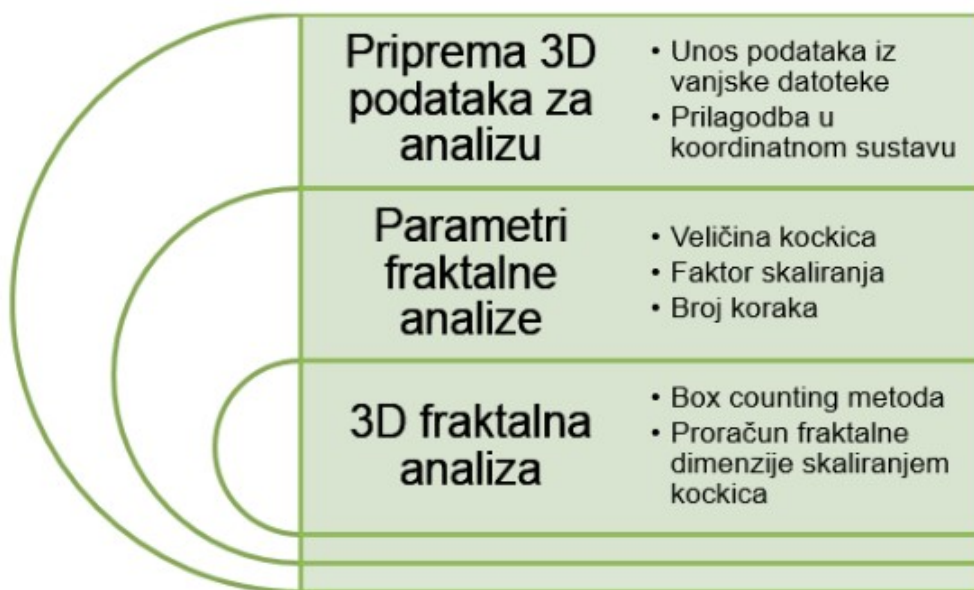 Priprema 3D
podataka za
analizu
• Unos podataka iz
vanjske datoteke
• Prilagodba u
koordinatnom sustavu
Parametri
fraktalne
analize
• Veličina kockica
• Faktor skaliranja
• Broj koraka
3D fraktalna
analiza
• Box counting metoda
• Proračun fraktalne
dimenzije skaliranjem
kockica